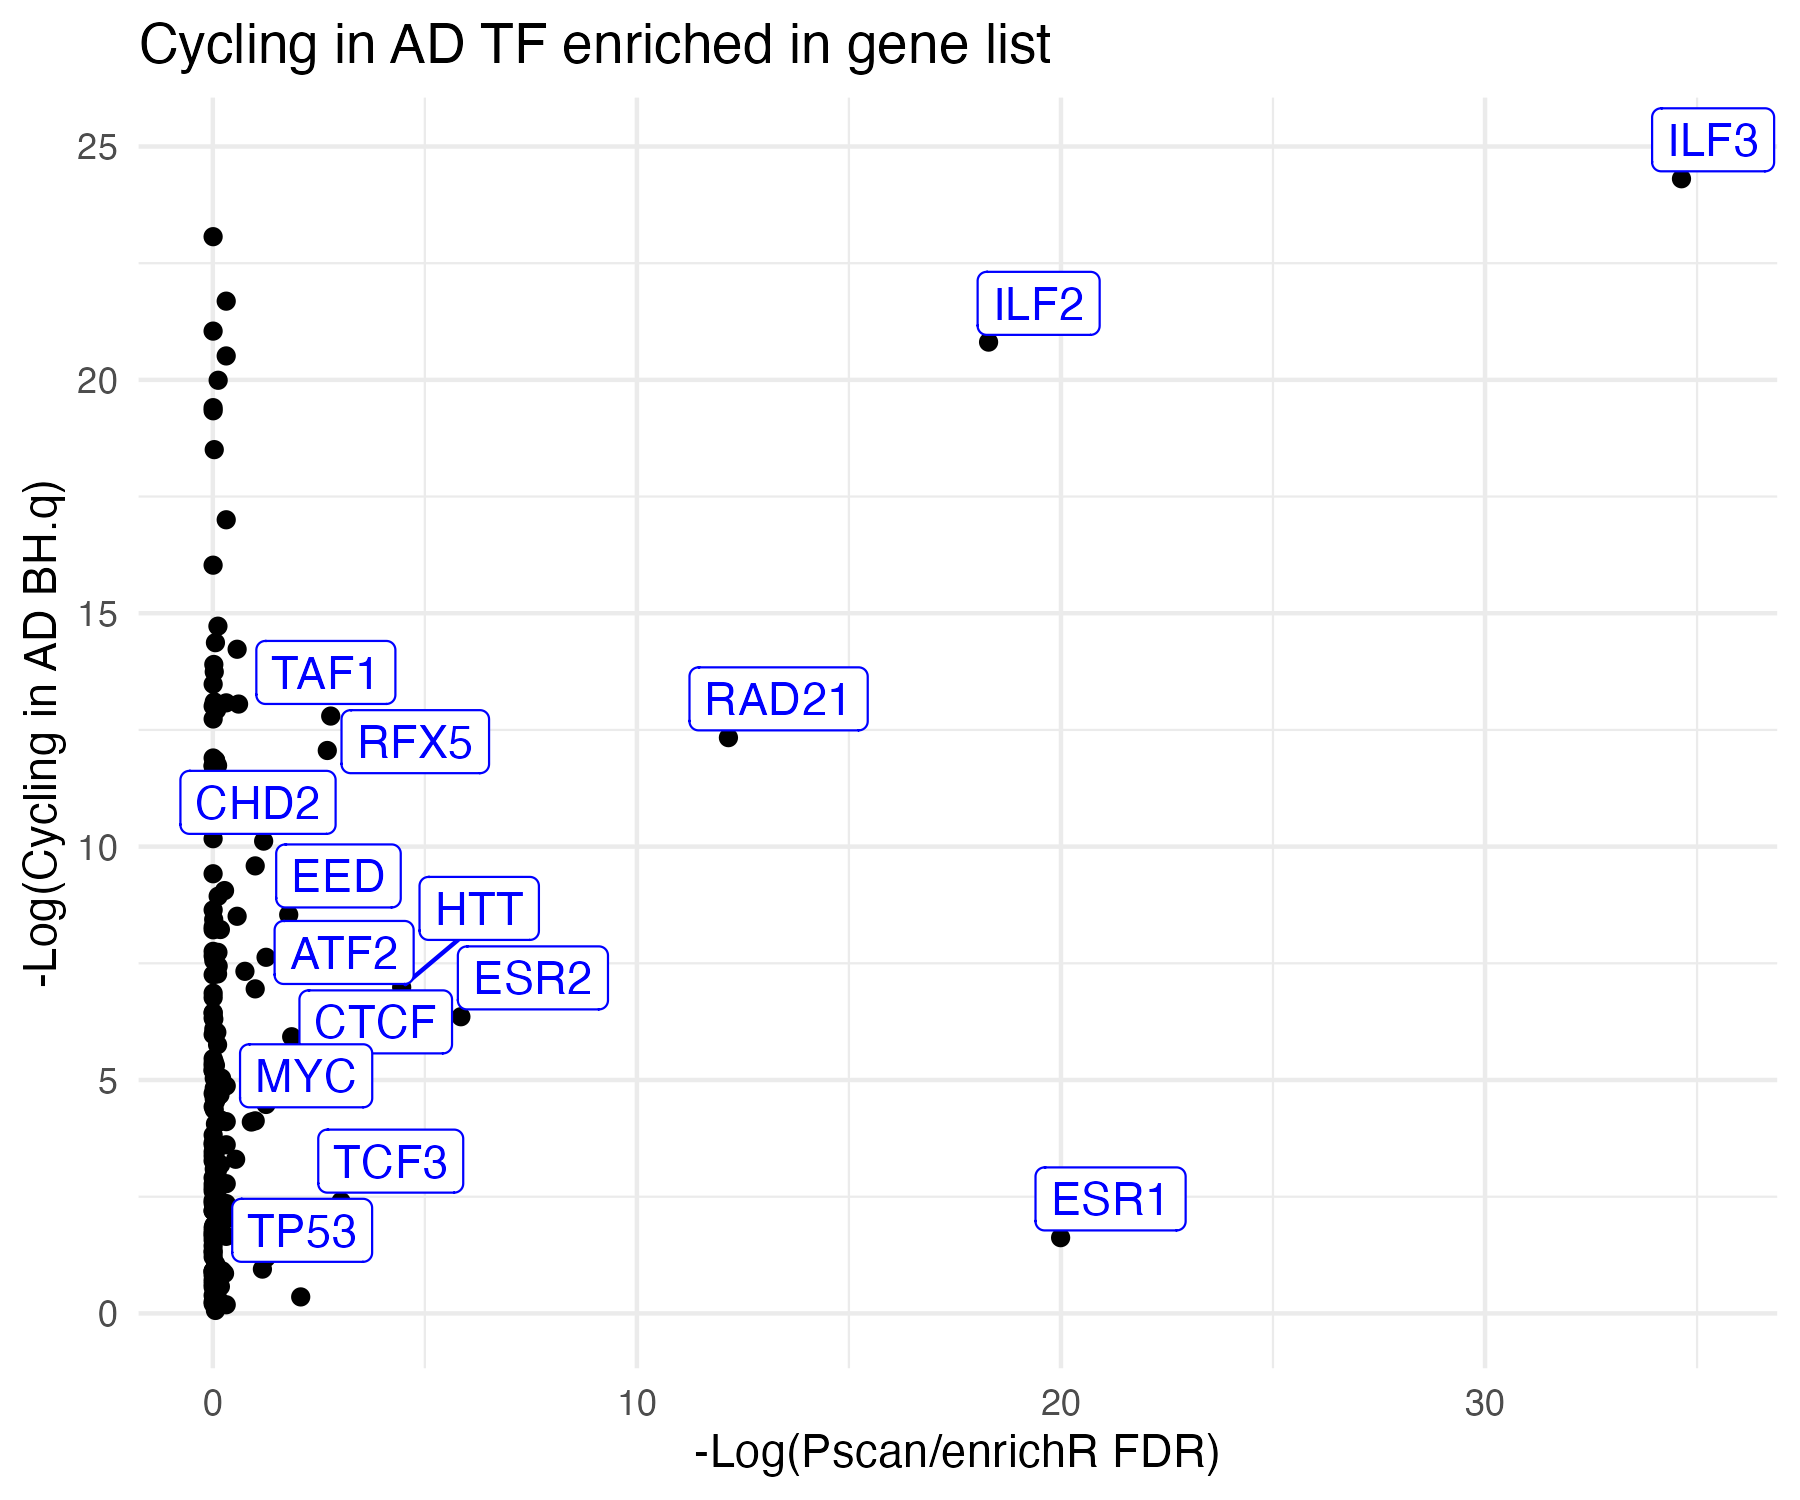 Cycling in AD TF enriched in gene list
-Log(Cycling in AD BH.q)
25
20
15
10
5
0
ILF3
ILF2
TAF1
RAD21
RFX5
CHD2
EED
HTT
ATF2
ESR2
CTCF
MYC
TCF3
ESR1
TP53
0
10
20
30
-Log(Pscan/enrichR FDR)